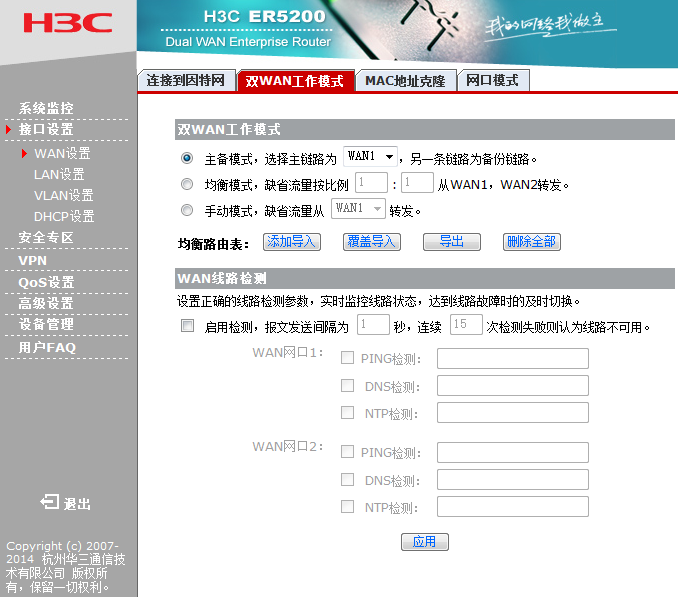 H3C
H3C ER5200
Dual WAN Enterprise Router
我的网络我做主
连接到因特网 双WAN工作模式 MAC地址克隆 网口模式
系统监控
接口设置
WAN设置
LAN设置
VLAN设置
DHCP设置
安全专区
VPN
QoS设置
高级设置
设备管理
用户FAQ
退出
Copyright (c) 2007-
2014 杭州华三通信技
术有限公司 版权所
有，保留一切权利。
双WAN工作模式
主备模式，选择主链路为 WAN1 ，另一条链路为备份链路。
均衡模式，缺省流量按比例 1 : 1 从WAN1，WAN2转发。
手动模式，缺省流量从 WAN1 转发。
均衡路由表： 添加导入 覆盖导入 导出 删除全部
WAN线路检测
设置正确的线路检测参数，实时监控线路状态，达到线路故障时的及时切换。
启用检测，报文发送间隔为 1 秒，连续 15 次检测失败则认为线路不可用。
WAN网口1： PING检测：
DNS检测：
NTP检测：
WAN网口2： PING检测：
DNS检测：
NTP检测：
应用